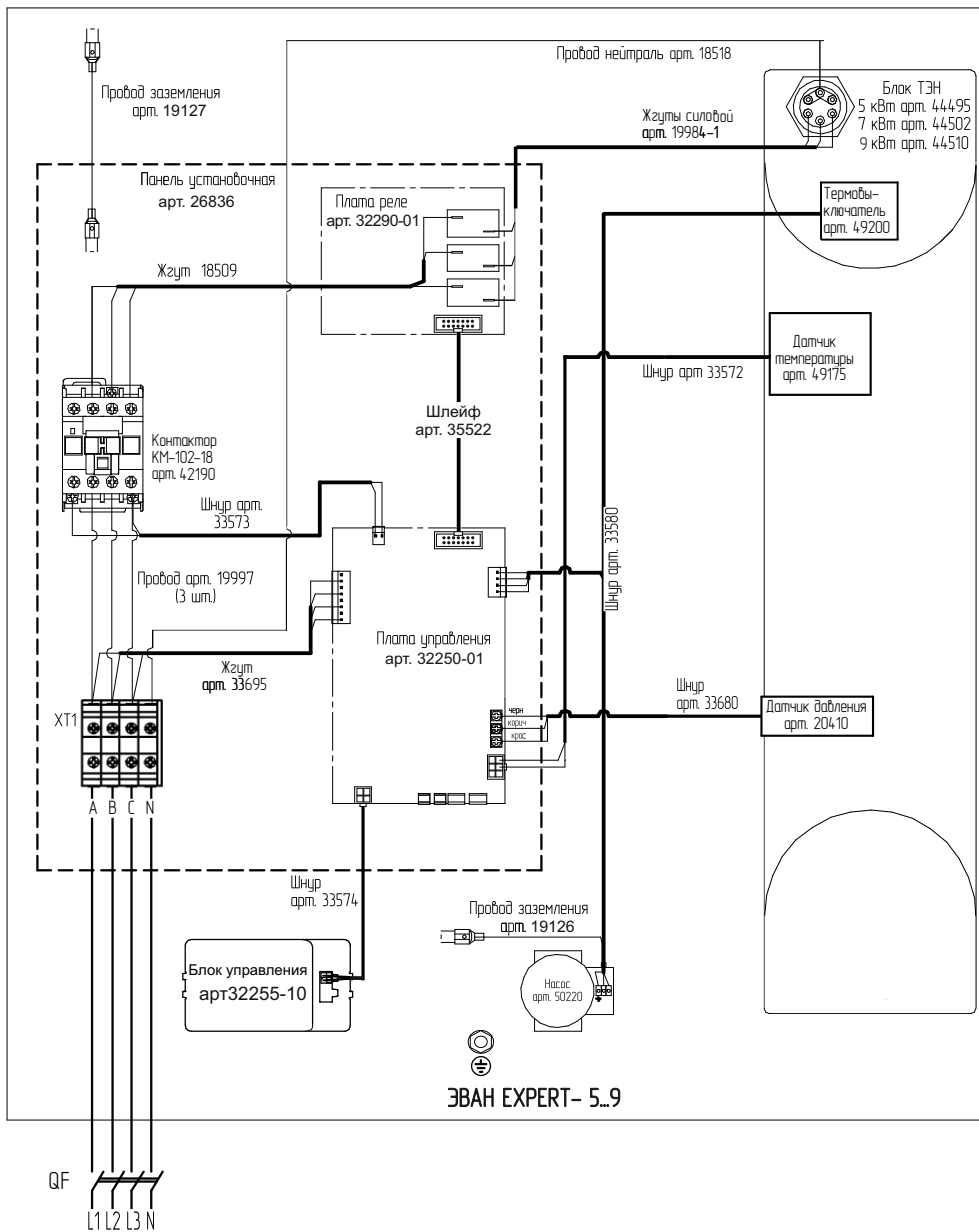 Провод нейтраль арт. 18518
Провод заземления
арт. 19127
Блок ТЭН
5 кВт арт. 44495
7 кВт арт. 44502
9 кВт арт. 44510
Жгуты силовой
арт. 19984-1
Панель установочная
арт. 26836
Плата реле
арт. 32290-01
Термовы-
ключатель
арт. 49200
Жгут 18509
Датчик
температуры
арт. 49175
Шнур арт 33572
Шлейф
арт. 35522
Контактор
КМ-102-18
арт. 42190
Шнур арт.
33573
Шнур арт. 33580
Провод арт. 19997
(3 шт.)
Плата управления
арт. 32250-01
Жгут
арт. 33695
Шнур
арт. 33680
Датчик давления
арт. 20410
черн
корич
крас
XT1
A B C N
Шнур
арт. 33574
Провод заземления
арт. 19126
Блок управления
арт32255-10
Насос
арт. 50220
ЭВАН EXPERT- 5...9
QF
L1 L2 L3 N